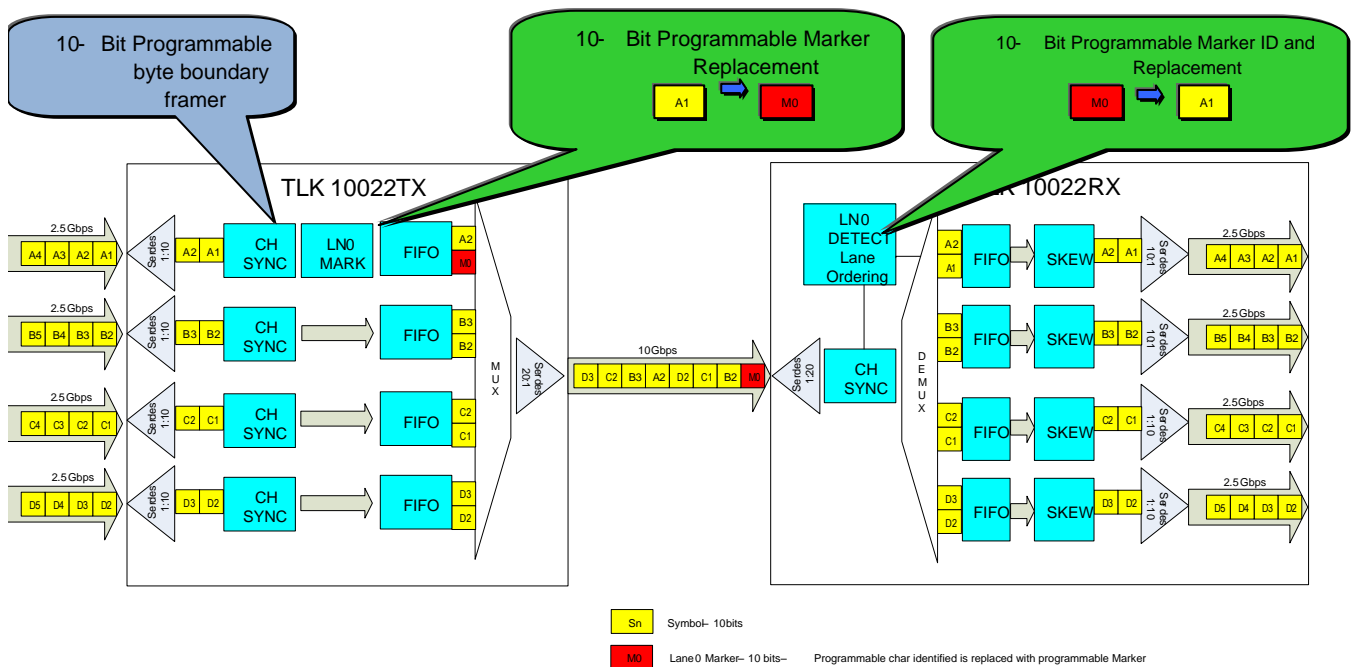 10- Bit Programmable
byte boundary
framer
10- Bit Programmable Marker
Replacement
A1 M0
10- Bit Programmable Marker ID and
Replacement
M0 A1
TLK 10022TX
10022RX
2.5Gbps
A4 A3 A2 A1
Serdes
1:10
A2 A1
CH
SYNC
LN0
MARK
FIFO
A2
M0
2.5Gbps
B5 B4 B3 B2
Serdes
1:10
B3 B2
CH
SYNC
FIFO
B3
B2
2.5Gbps
C4 C3 C2 C1
Serdes
1:10
C2 C1
CH
SYNC
FIFO
C2
C1
2.5Gbps
D5 D4 D3 D2
Serdes
1:10
D3 D2
CH
SYNC
FIFO
D3
D2
MUX
Serdes
20:1
10Gbps
D3 C2 B3 A2 D2 C1 B2 M0
Serdes
1:20
LN0
DETECT
Lane
Ordering
CH
SYNC
DEMUX
A2
A1
FIFO
SKEW
A2 A1
Serdes
10:1
2.5Gbps
A4 A3 A2 A1
B3
B2
FIFO
SKEW
B3 B2
Serdes
10:1
2.5Gbps
B5 B4 B3 B2
C2
C1
FIFO
SKEW
C2 C1
Serdes
1:10
2.5Gbps
C4 C3 C2 C1
D3
D2
FIFO
SKEW
D3 D2
Serdes
1:10
2.5Gbps
D5 D4 D3 D2
Sn Symbol– 10bits
M0 Lane0 Marker– 10 bits– Programmable char identified is replaced with programmable Marker